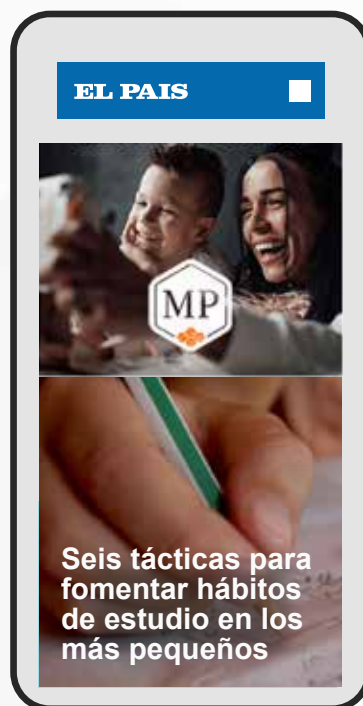 EL PAIS
MP
Seis tácticas para
fomentar hábitos
de estudio en los
más pequeños